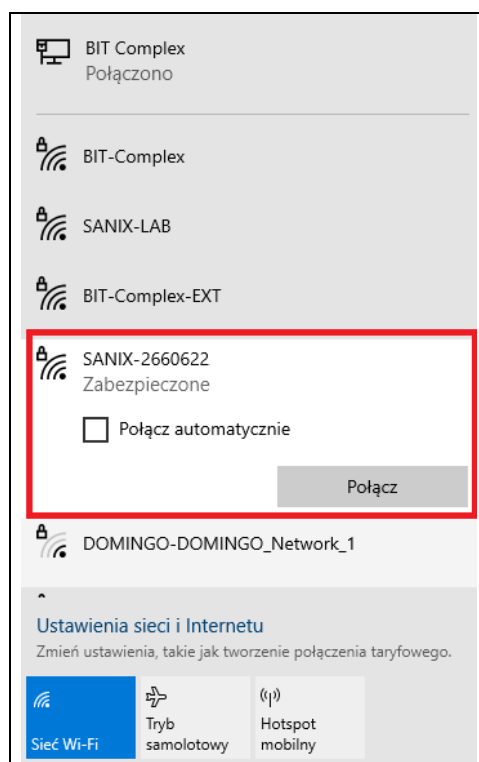 BIT Complex
Połączono
BIT-Complex
SANIX-LAB
BIT-Complex-EXT
SANIX-2660622
Zabezpieczone
Połącz automatycznie
Połącz
DOMINGO-DOMINGO_Network_1
Ustawienia sieci i Internetu
Zmień ustawienia, takie jak tworzenie połączenia taryfowego.
Sieć Wi-Fi
Tryb
samolotowy
Hotspot
mobilny